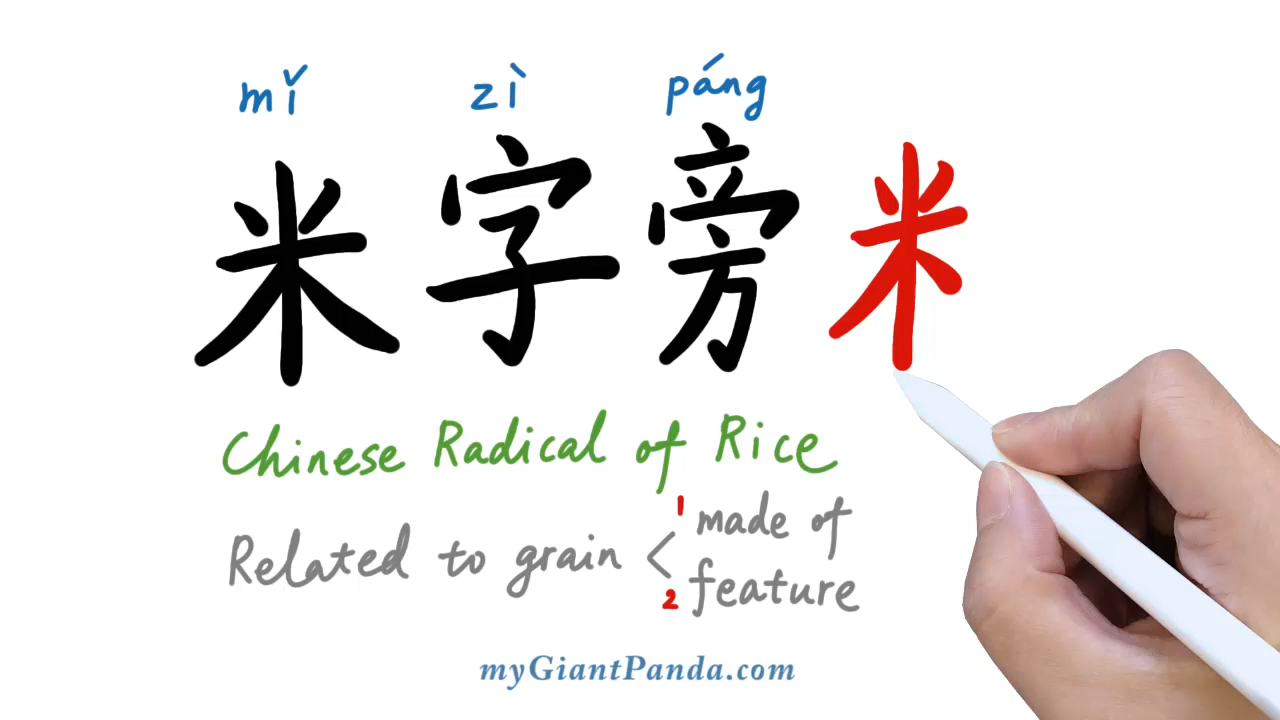 mǐ zì páng
米字旁 米
Chinese Radical of Rice
Related to grain < 1 made of
2 feature
myGiantPanda.com